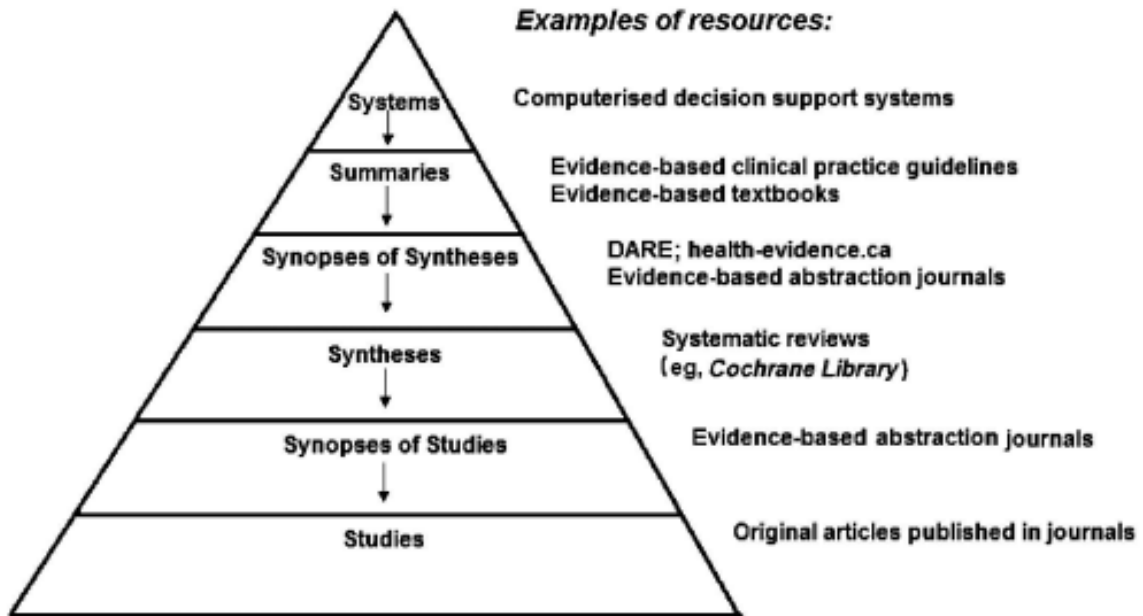 Examples of resources:
Systems
Computerised decision support systems
Summaries
Evidence-based clinical practice guidelines
Evidence-based textbooks
Synopses of Syntheses
DARE; health-evidence.ca
Evidence-based abstraction journals
Syntheses
Systematic reviews
(eg, Cochrane Library)
Synopses of Studies
Evidence-based abstraction journals
Studies
Original articles published in journals